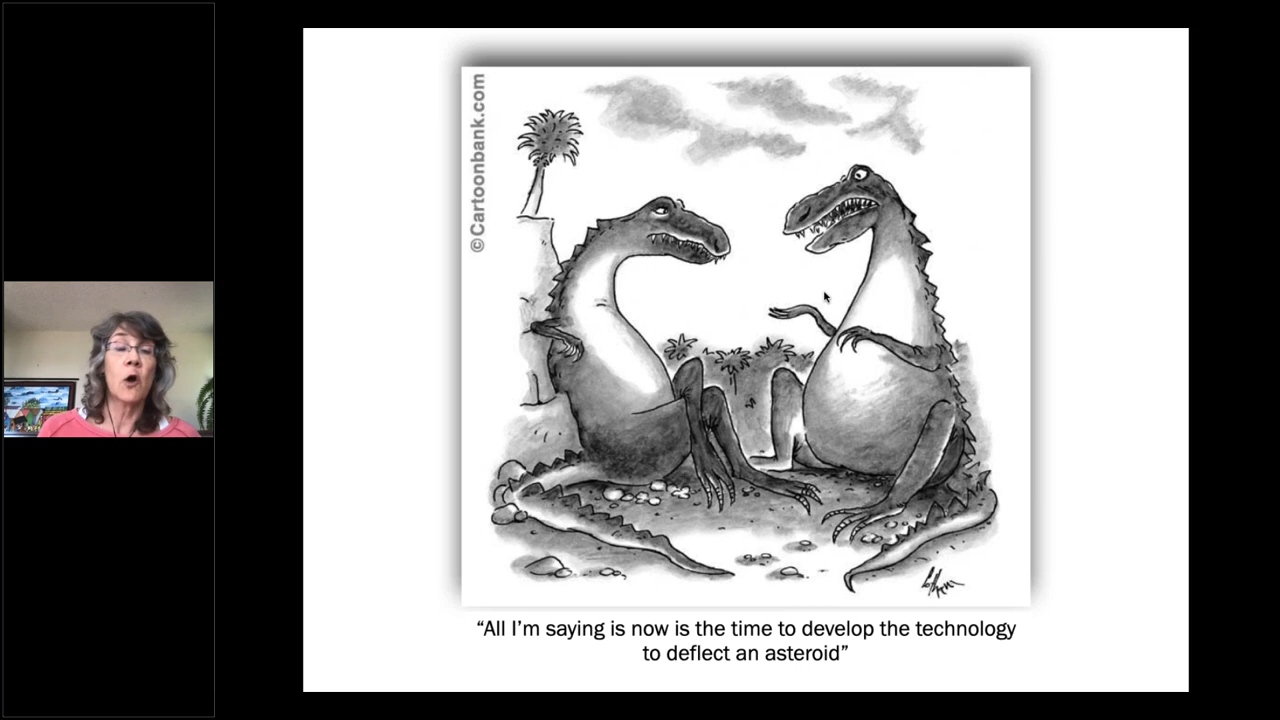 ©Cartoonbank.com
“All I’m saying is now is the time to develop the technology
to deflect an asteroid”